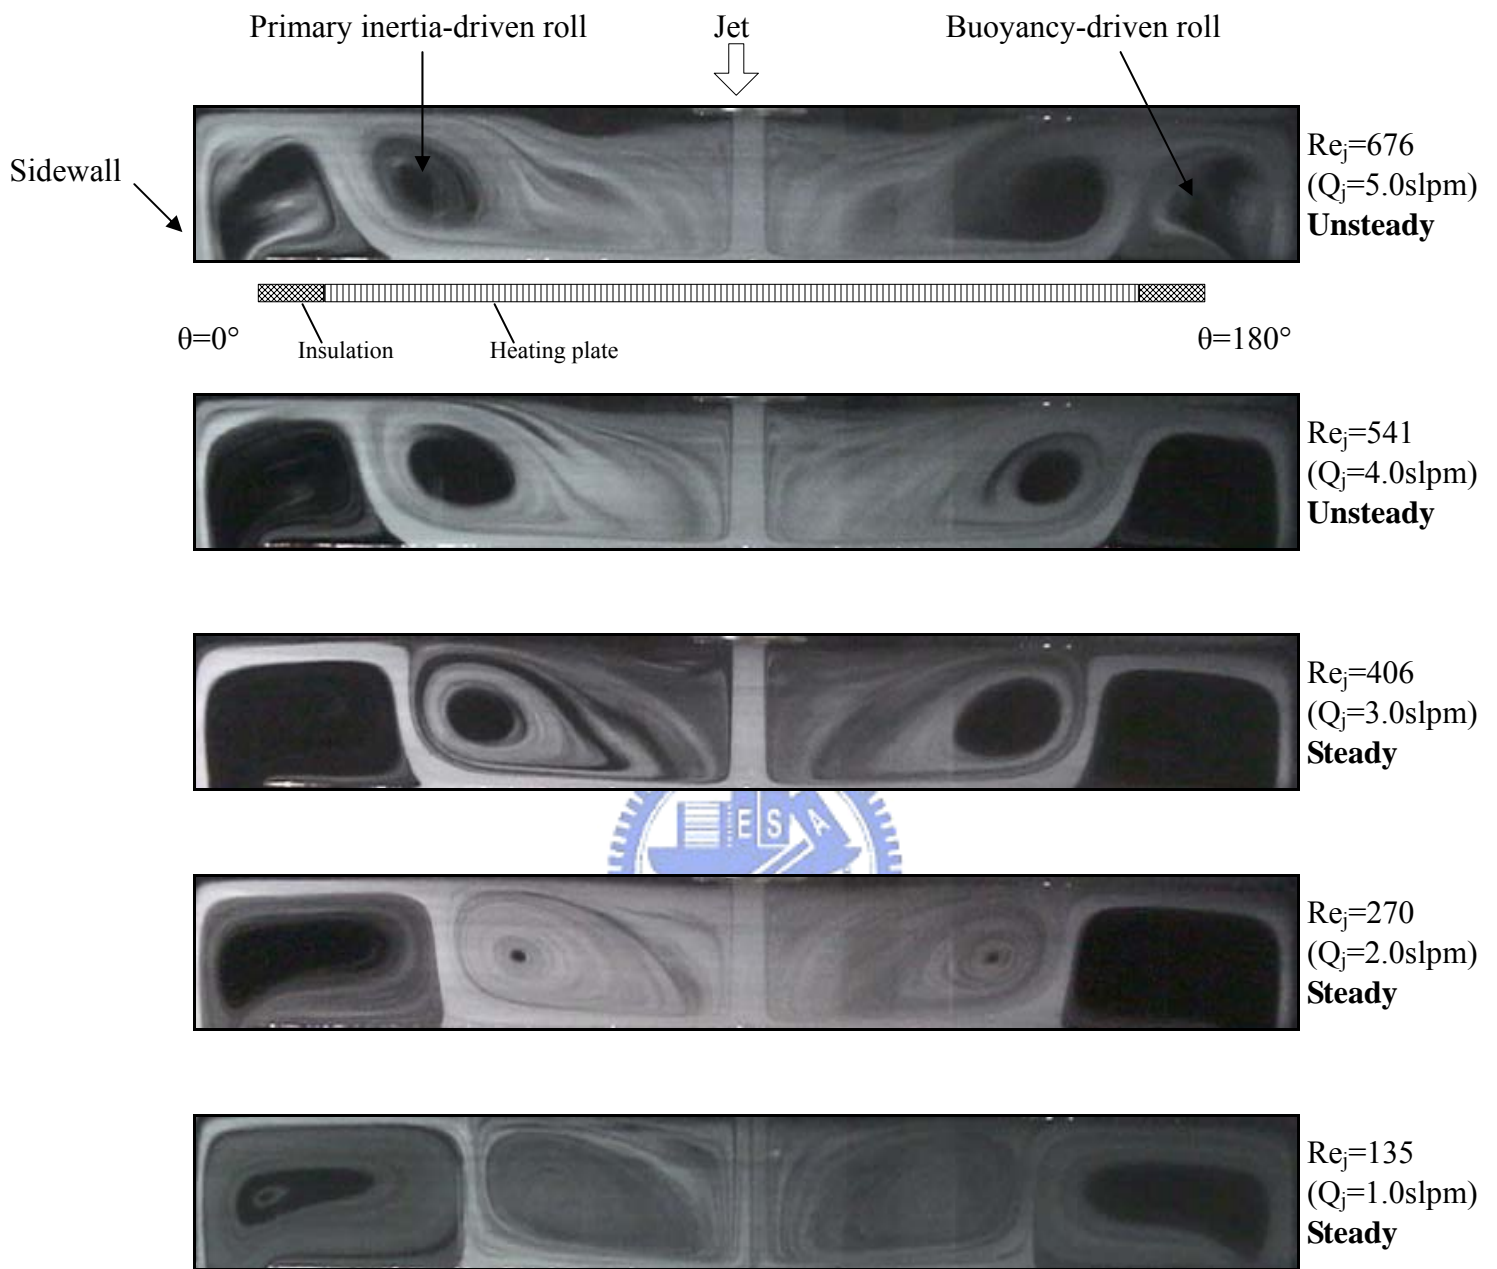 Primary inertia-driven roll
Jet
Buoyancy-driven roll
Sidewall
Reⱼ=676
(Qⱼ=5.0slpm)
Unsteady
θ=0°
Insulation
Heating plate
θ=180°
Reⱼ=541
(Qⱼ=4.0slpm)
Unsteady
Reⱼ=406
(Qⱼ=3.0slpm)
Steady
E S A
Reⱼ=270
(Qⱼ=2.0slpm)
Steady
Reⱼ=135
(Qⱼ=1.0slpm)
Steady